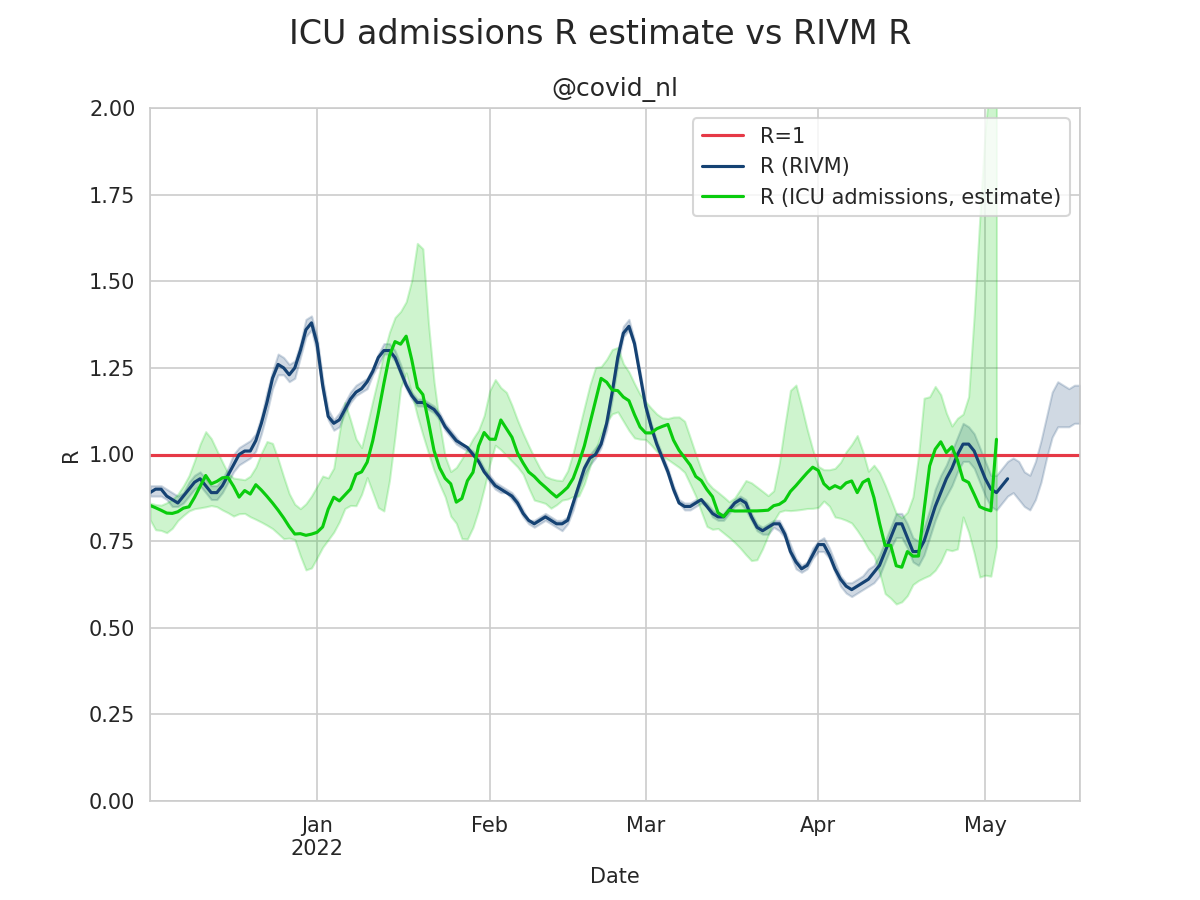 ICU admissions R estimate vs RIVM R
@covid_nl
R=1
R (RIVM)
R (ICU admissions, estimate)
R
2.00
1.75
1.50
1.25
1.00
0.75
0.50
0.25
0.00
Jan
2022
Feb
Mar
Apr
May
Date